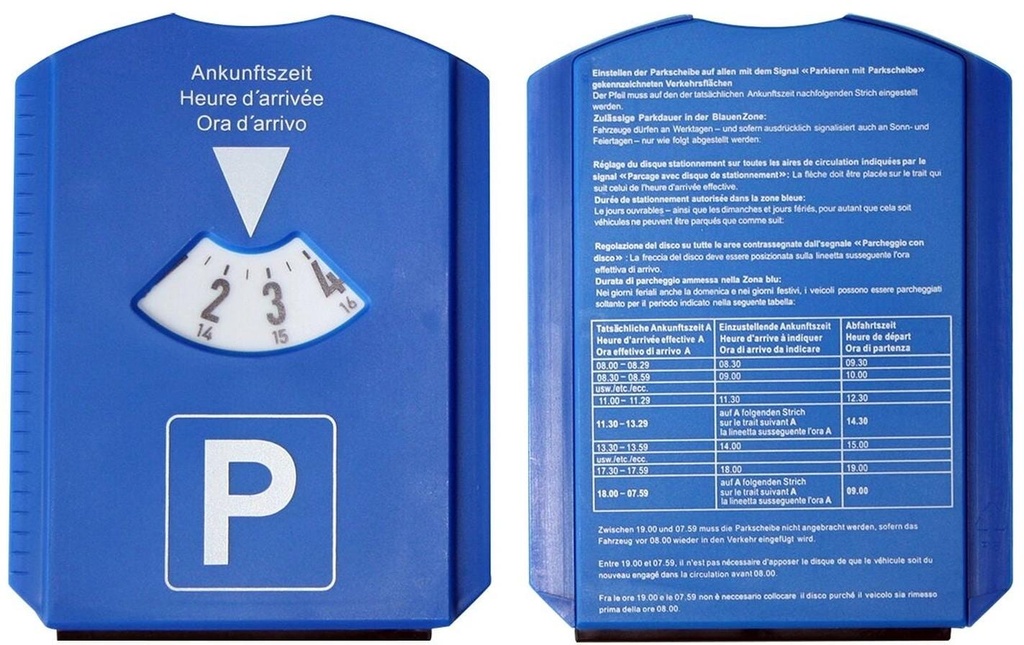 Ankunftszeit
Heure d´arrivée
Ora d´arrivo
2 3 4
14 15 16
P
Einstellen der Parkscheibe auf allen mit dem Signal «Parkieren mit Parkscheibe»
gekennzeichneten Verkehrsflächen
Der Pfeil muss auf den der tatsächlichen Ankunftszeit nachfolgenden Strich eingestellt
werden.
Zulässige Parkdauer in der BlauenZone:
Fahrzeuge dürfen an Werktagen – und sofern ausdrücklich signalisiert auch an Sonn- und
Feiertagen – nur wie folgt abgestellt werden:
Réglage du disque stationnement sur toutes les aires de circulation indiquées par le
signal «Parcage avec disque de stationnement»: La flèche doit être placée sur le trait qui
suit celui de l'heure d'arrivée effective.
Durée de stationnement autorisée dans la zone bleue:
Le jours ouvrables – ainsi que les dimanches et jours fériés, pour autant que cela soit
véhicules ne peuvent être parqués que comme suit:
Regolazione del disco su tutte le aree contrassegnate dall'segnale «Parcheggio con
disco» : La freccia del disco deve essere posizionata sulla lineetta susseguente l'ora
effettiva di arrivo.
Durata di parcheggio ammessa nella Zona blu:
Nei giorni feriali anche la domenica e nei giorni festivi, i veicoli possono essere parcheggiati
soltanto per il periodo indicato nella seguente tabella:
Tatsächliche Ankunftszeit A Einzustellende Ankunftszeit Abfahrtszeit
Heure d'arrivée effective A Heure d'arrive à indiquer Heure de départ
Ora effetivo di arrivo A Ora di arrivo da indicare Ora di partenza
08.00 – 08.29 08.30 09.30
08.30 – 08.59 09.00 10.00
usw./etc./ecc.
11.00 – 11.29 11.30 12.30
11.30 – 13.29 auf A folgenden Strich 14.30
sur le trait suivant A
la lineetta susseguente l'ora A
13.30 – 13.59 14.00 15.00
usw./etc./ecc.
17.30 – 17.59 18.00 19.00
18.00 – 07.59 auf A folgenden Strich 09.00
sur le trait suivant A
la lineetta susseguente l'ora A
Zwischen 19.00 und 07.59 muss die Parkscheibe nicht angebracht werden, sofern das
Fahrzeug vor 08.00 wieder in den Verkehr eingefügt wird.
Entre 19.00 et 07.59, il n'est pas nécessaire d'apposer le disque de que le véhicule soit du
nouveau engagé dans la circulation avant 08.00.
Fra le ore 19.00 e le 07.59 non è neccesario collocare il disco purché il veicolo sia rimesso
prima della ore 08.00.